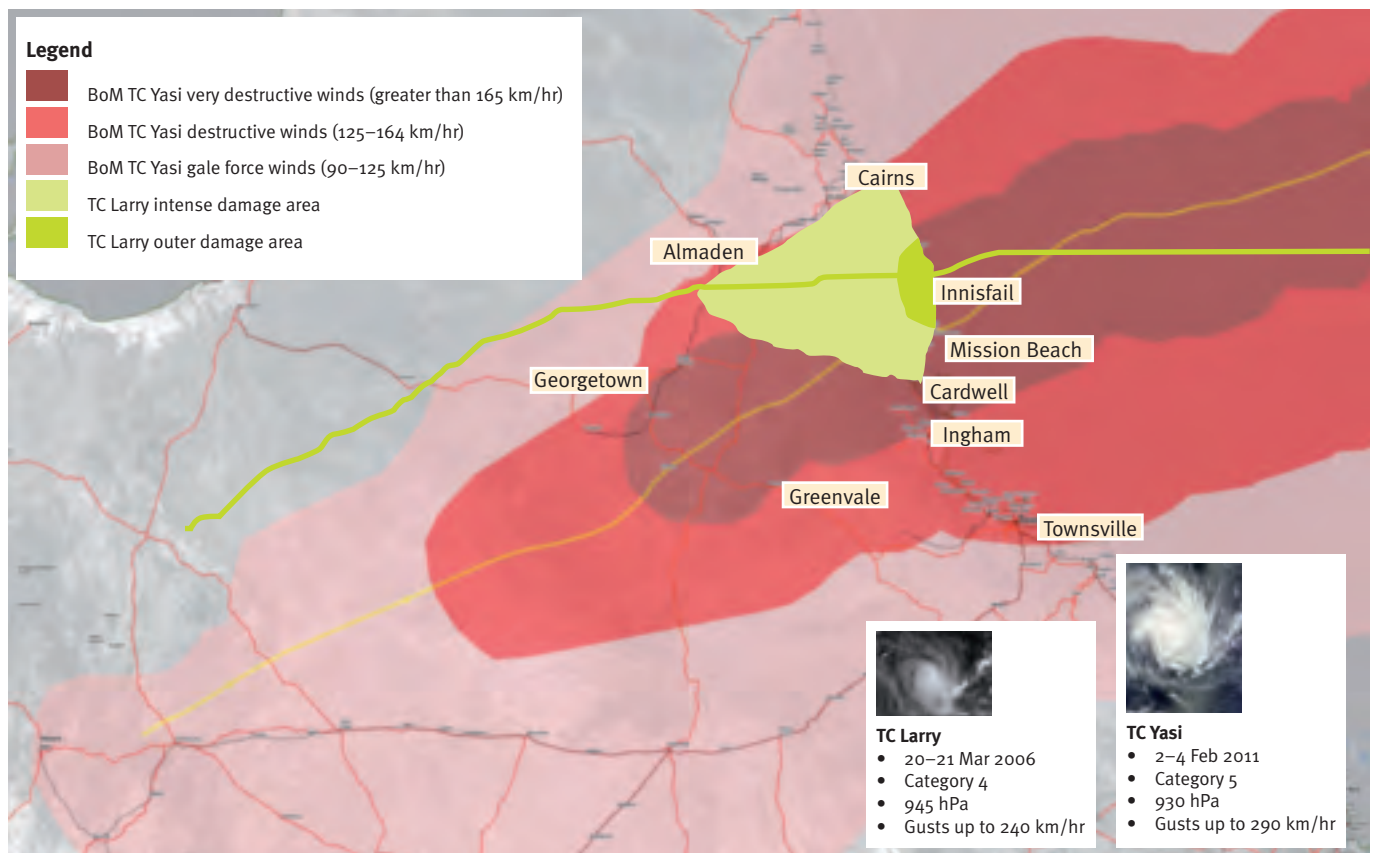 Legend
BoM TC Yasi very destructive winds (greater than 165 km/hr)
BoM TC Yasi destructive winds (125–164 km/hr)
BoM TC Yasi gale force winds (90–125 km/hr)
TC Larry intense damage area
TC Larry outer damage area
Cairns
Almaden
Innisfail
Mission Beach
Georgetown
Cardwell
Ingham
Greenvale
Townsville
TC Larry
• 20–21 Mar 2006
• Category 4
• 945 hPa
• Gusts up to 240 km/hr
TC Yasi
• 2–4 Feb 2011
• Category 5
• 930 hPa
• Gusts up to 290 km/hr